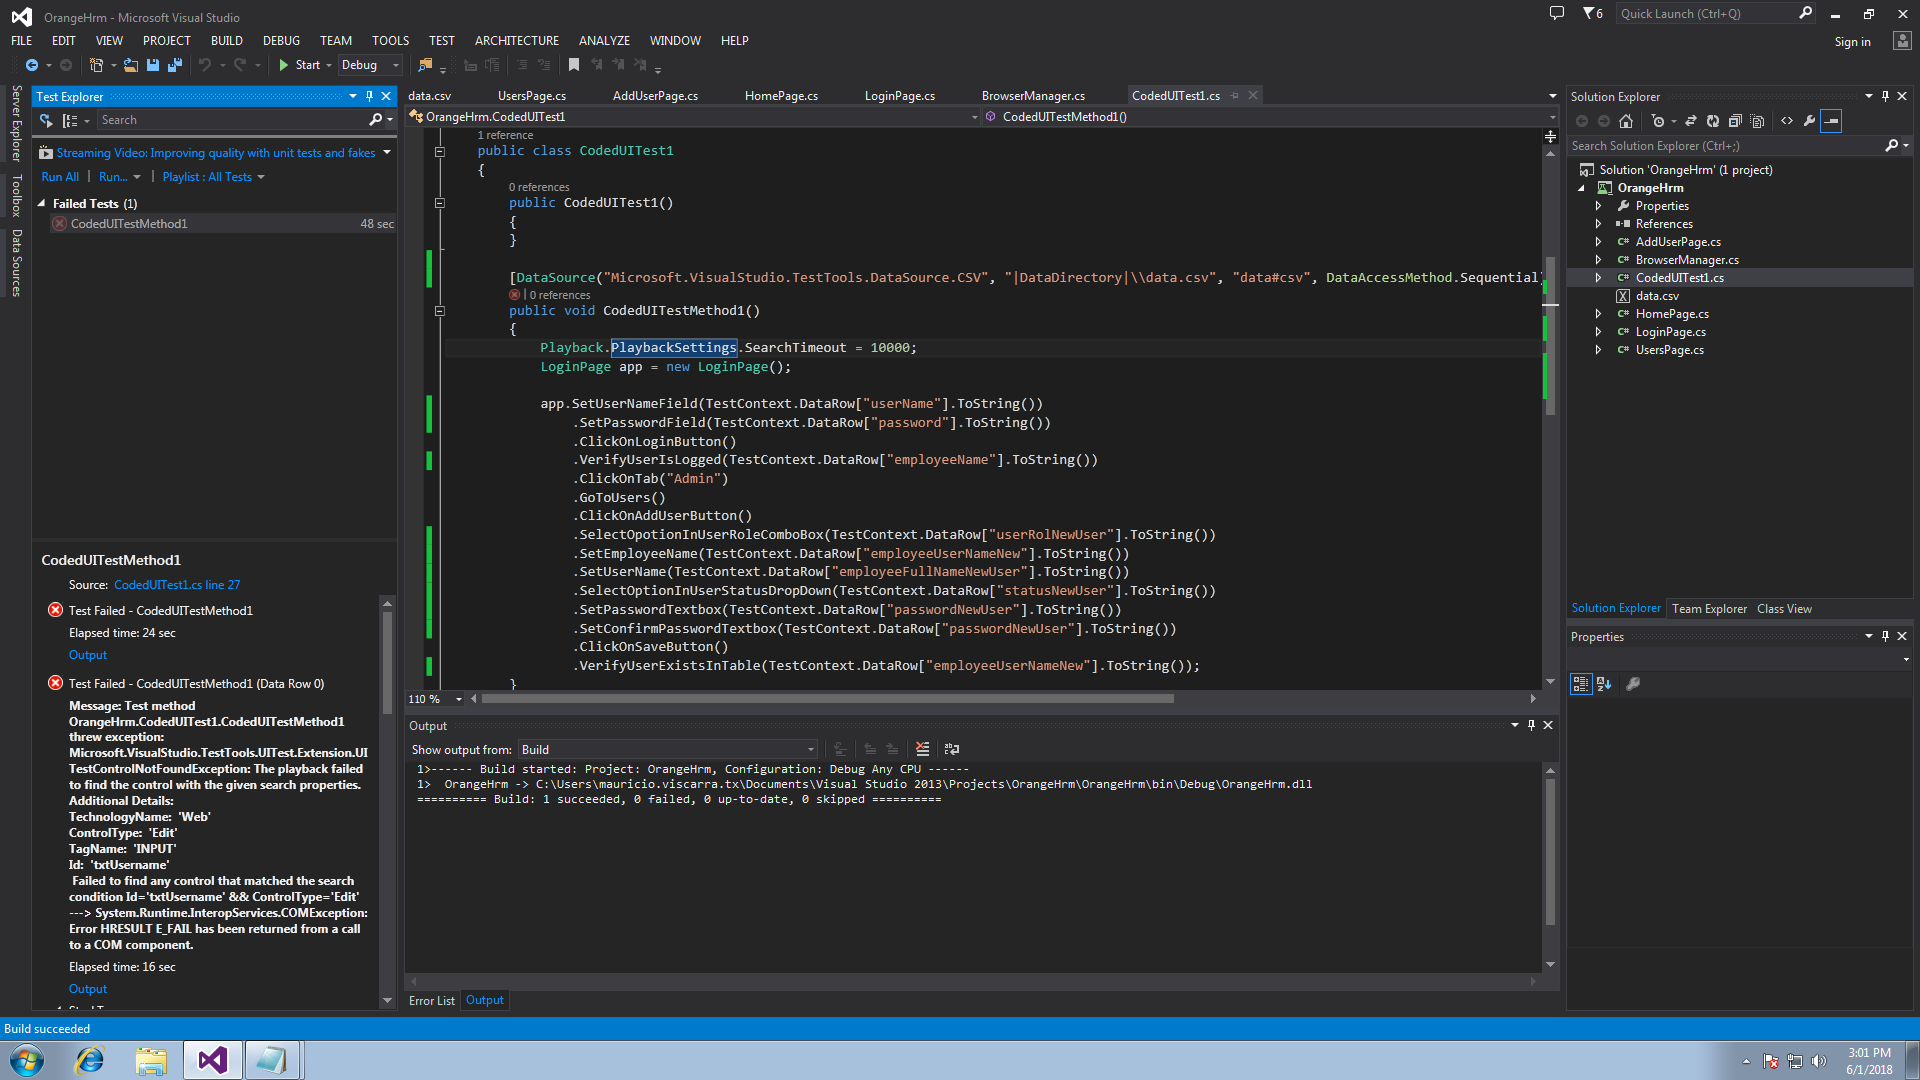 OrangeHrm - Microsoft Visual Studio
6
Quick Launch (Ctrl+Q)
FILE EDIT VIEW PROJECT BUILD DEBUG TEAM TOOLS TEST ARCHITECTURE ANALYZE WINDOW HELP
Sign in
Start Debug
Server Explorer
Toolbox
Data Sources
Test Explorer
Search
Streaming Video: Improving quality with unit tests and fakes
Run All | Run... | Playlist : All Tests
Failed Tests (1)
CodedUITestMethod1 48 sec
CodedUITestMethod1
Source: CodedUITest1.cs line 27
Test Failed - CodedUITestMethod1
Elapsed time: 24 sec
Output
Test Failed - CodedUITestMethod1 (Data Row 0)
Message: Test method
OrangeHrm.CodedUITest1.CodedUITestMethod1
threw exception:
Microsoft.VisualStudio.TestTools.UITest.Extension.UI
TestControlNotFoundException: The playback failed
to find the control with the given search properties.
Additional Details:
TechnologyName: 'Web'
ControlType: 'Edit'
TagName: 'INPUT'
Id: 'txtUsername'
Failed to find any control that matched the search
condition Id='txtUsername' && ControlType='Edit'
---> System.Runtime.InteropServices.COMException:
Error HRESULT E_FAIL has been returned from a call
to a COM component.
Elapsed time: 16 sec
Output
data.csv UsersPage.cs AddUserPage.cs HomePage.cs LoginPage.cs BrowserManager.cs CodedUITest1.cs
OrangeHrm.CodedUITest1 CodedUITestMethod1()
1 reference
public class CodedUITest1
{
0 references
public CodedUITest1()
{
}
[DataSource("Microsoft.VisualStudio.TestTools.DataSource.CSV", "|DataDirectory|\\data.csv", "data#csv", DataAccessMethod.Sequential)
| 0 references
public void CodedUITestMethod1()
{
Playback.PlaybackSettings.SearchTimeout = 10000;
LoginPage app = new LoginPage();
app.SetUserNameField(TestContext.DataRow["userName"].ToString())
.SetPasswordField(TestContext.DataRow["password"].ToString())
.ClickOnLoginButton()
.VerifyUserIsLogged(TestContext.DataRow["employeeName"].ToString())
.ClickOnTab("Admin")
.GoToUsers()
.ClickOnAddUserButton()
.SelectOpotionInUserRoleComboBox(TestContext.DataRow["userRolNewUser"].ToString())
.SetEmployeeName(TestContext.DataRow["employeeUserNameNew"].ToString())
.SetUserName(TestContext.DataRow["employeeFullNameNewUser"].ToString())
.SelectOptionInUserStatusDropDown(TestContext.DataRow["statusNewUser"].ToString())
.SetPasswordTextbox(TestContext.DataRow["passwordNewUser"].ToString())
.SetConfirmPasswordTextbox(TestContext.DataRow["passwordNewUser"].ToString())
.ClickOnSaveButton()
.VerifyUserExistsInTable(TestContext.DataRow["employeeUserNameNew"].ToString());
}
110 %
Output
Show output from: Build
1>------ Build started: Project: OrangeHrm, Configuration: Debug Any CPU ------
1> OrangeHrm -> C:\Users\mauricio.viscarra.tx\Documents\Visual Studio 2013\Projects\OrangeHrm\OrangeHrm\bin\Debug\OrangeHrm.dll
========== Build: 1 succeeded, 0 failed, 0 up-to-date, 0 skipped ==========
Error List Output
Solution Explorer
Search Solution Explorer (Ctrl+;)
Solution 'OrangeHrm' (1 project)
OrangeHrm
Properties
References
C# AddUserPage.cs
C# BrowserManager.cs
C# CodedUITest1.cs
data.csv
C# HomePage.cs
C# LoginPage.cs
C# UsersPage.cs
Solution Explorer Team Explorer Class View
Properties
Build succeeded
3:01 PM
6/1/2018